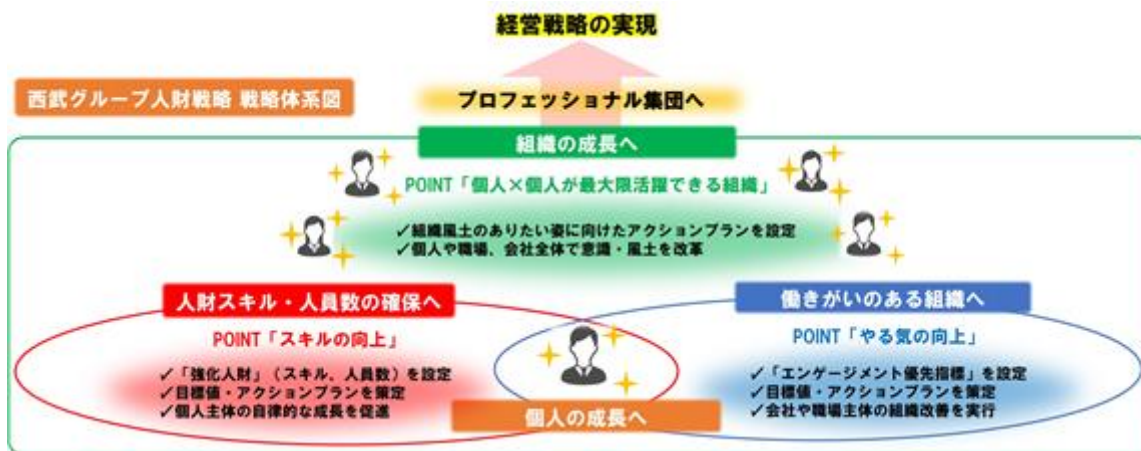 経営戦略の実現
西武グループ人財戦略 戦略体系図
プロフェッショナル集団へ
組織の成長へ
POINT「個人×個人が最大限活躍できる組織」
✓組織風土のありたい姿に向けたアクションプランを設定
✓個人や職場、会社全体で意識・風土を改革
人財スキル・人員数の確保へ
POINT「スキルの向上」
✓「強化人財」（スキル、人員数）を設定
✓目標値・アクションプランを策定
✓個人主体の自律的な成長を促進
働きがいのある組織へ
POINT「やる気の向上」
✓「エンゲージメント優先指標」を設定
✓目標値・アクションプランを策定
✓会社や職場主体の組織改善を実行
個人の成長へ